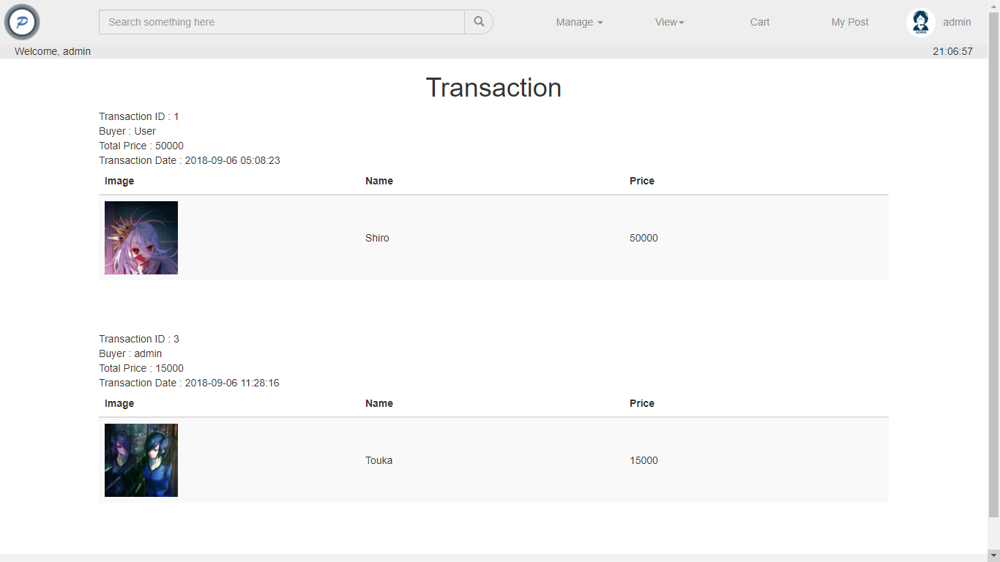 P
Search something here
Manage
View
Cart
My Post
ADMIN
admin
Welcome, admin
21:06:57
Transaction
Transaction ID : 1
Buyer : User
Total Price : 50000
Transaction Date : 2018-09-06 05:08:23
Image Name Price
Shiro 50000
Transaction ID : 3
Buyer : admin
Total Price : 15000
Transaction Date : 2018-09-06 11:28:16
Image Name Price
Touka 15000